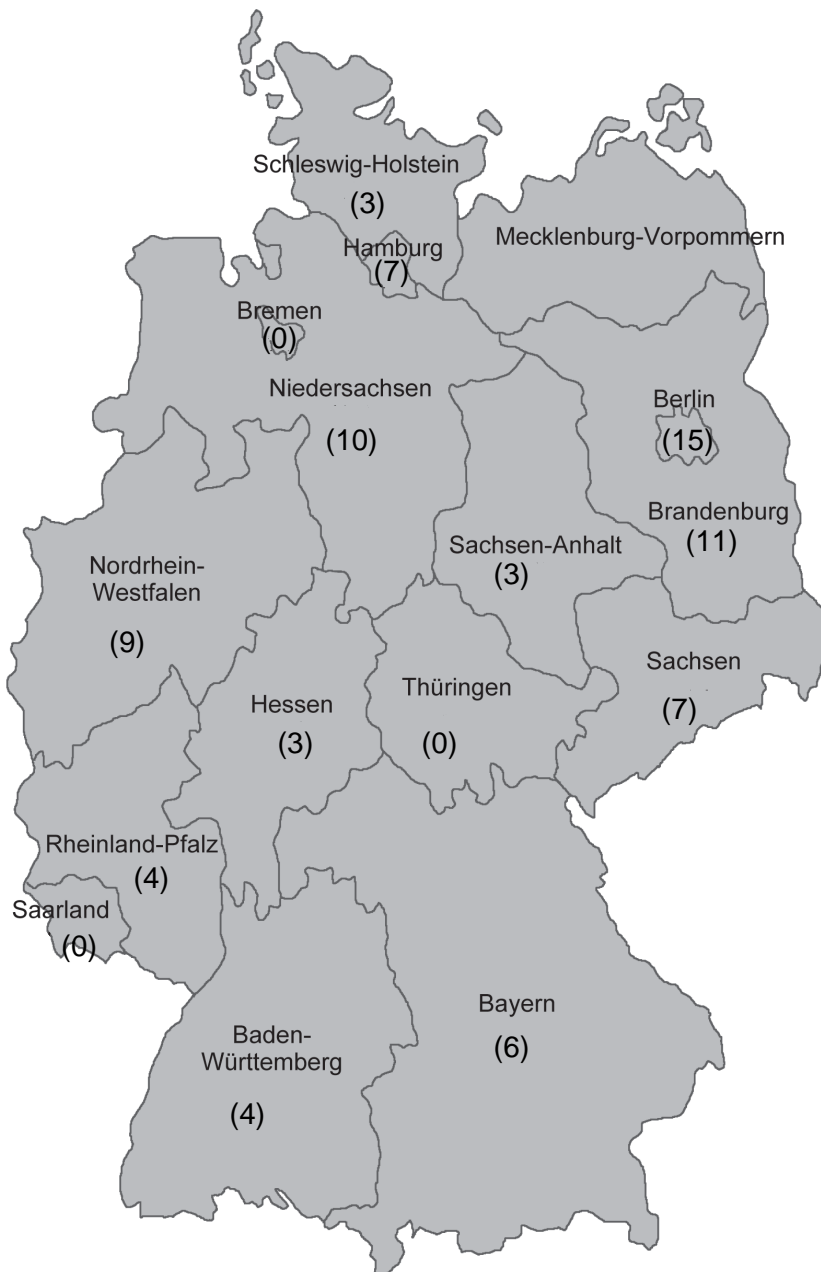 Schleswig-Holstein
(3)
Hamburg
(7)
Mecklenburg-Vorpommern
Bremen
(0)
Niedersachsen
(10)
Berlin
(15)
Brandenburg
(11)
Sachsen-Anhalt
(3)
Nordrhein-
Westfalen
(9)
Sachsen
(7)
Thüringen
(0)
Hessen
(3)
Rheinland-Pfalz
(4)
Saarland
(0)
Bayern
(6)
Baden-
Württemberg
(4)